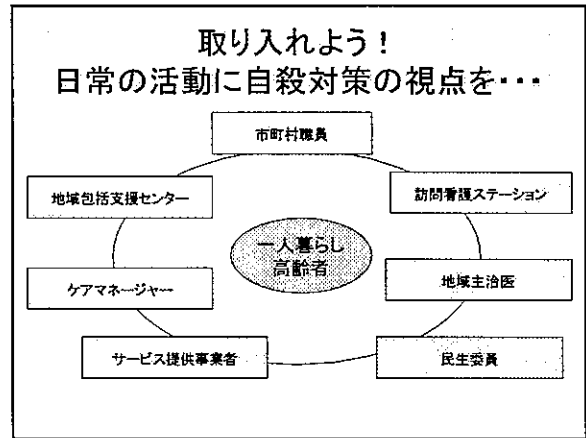 取り入れよう！
日常の活動に自殺対策の視点を・・・
市町村職員
地域包括支援センター
訪問看護ステーション
一人暮らし
高齢者
ケアマネージャー
地域主治医
サービス提供事業者
民生委員